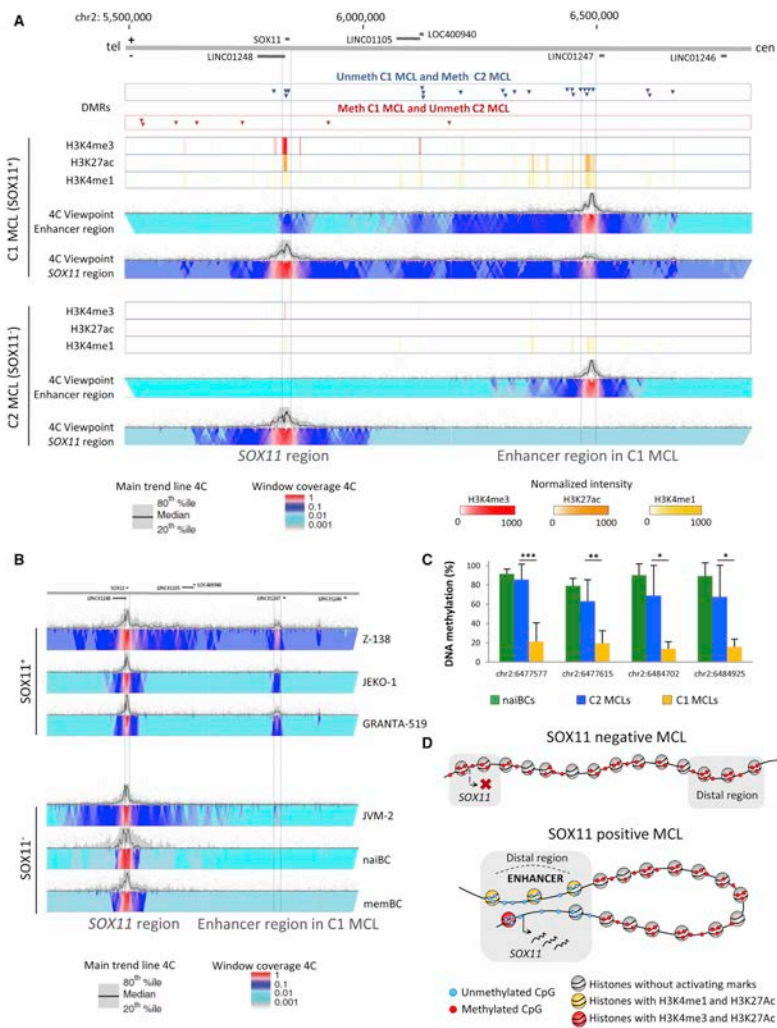 A
chr2: 5,500,000
6,000,000
6,500,000
SOX11
LINC01105
LOC400940
+
tel
cen
-
LINC01248
LINC01247
LINC01246
Unmeth C1 MCL and Meth C2 MCL
DMRs
Meth C1 MCL and Unmeth C2 MCL
C1 MCL (SOX11+)
H3K4me3
H3K27ac
H3K4me1
4C Viewpoint
Enhancer region
4C Viewpoint
SOX11 region
C2 MCL (SOX11-)
H3K4me3
H3K27ac
H3K4me1
4C Viewpoint
Enhancer region
4C Viewpoint
SOX11 region
SOX11 region
Enhancer region in C1 MCL
Main trend line 4C
80th %ile
Median
20th %ile
Window coverage 4C
1
0.1
0.01
0.001
Normalized intensity
H3K4me3
H3K27ac
H3K4me1
0
1000
0
1000
0
1000
B
SOX11
LINC01105
LOC400940
LINC01248
LINC01247
LINC01246
SOX11+
Z-138
JEKO-1
GRANTA-519
SOX11-
JVM-2
naiBC
memBC
SOX11 region
Enhancer region in C1 MCL
Main trend line 4C
80th %ile
Median
20th %ile
Window coverage 4C
1
0.1
0.01
0.001
C
DNA methylation (%)
100
80
60
40
20
0
***
**
*
*
chr2:6477577
chr2:6477615
chr2:6484702
chr2:6484925
naiBCs
C2 MCLs
C1 MCLs
D
SOX11 negative MCL
SOX11
Distal region
SOX11 positive MCL
Distal region
ENHANCER
SOX11
Unmethylated CpG
Methylated CpG
Histones without activating marks
Histones with H3K4me1 and H3K27Ac
Histones with H3K4me3 and H3K27Ac